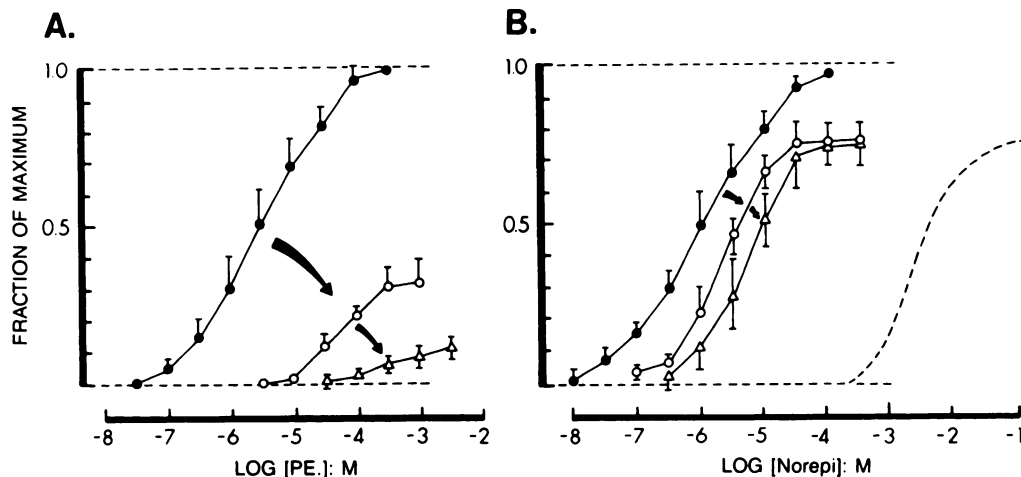 A.
B.
FRACTION OF MAXIMUM
1.0
0.5
-8 -7 -6 -5 -4 -3 -2
LOG [PE.]: M
1.0
0.5
-8 -7 -6 -5 -4 -3 -2 -1
LOG [Norepi]: M